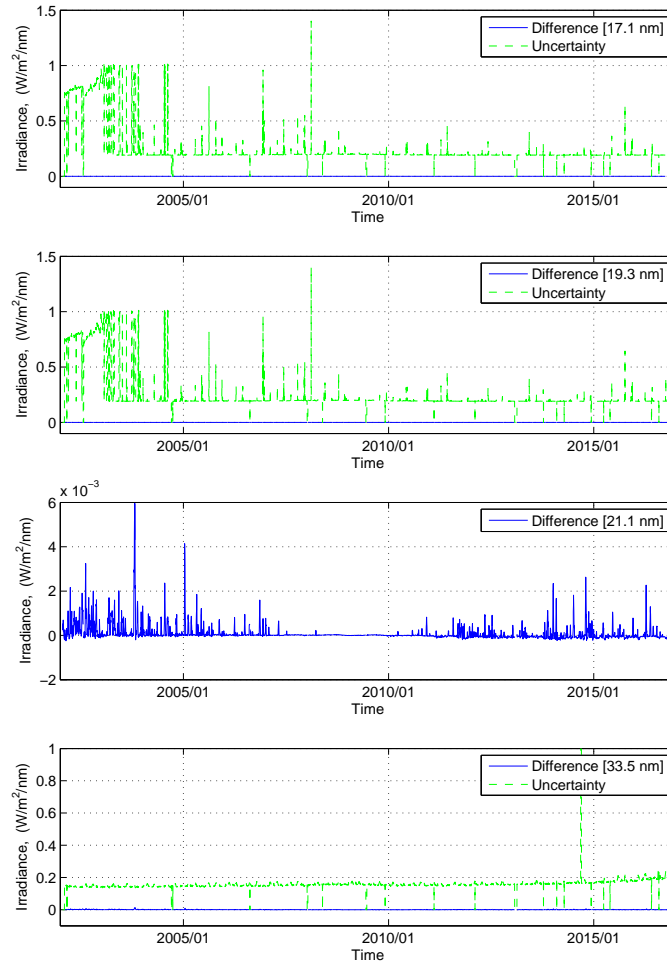 1.5
1
0.5
0
Irradiance, (W/m²/nm)
2005/01 2010/01 2015/01
Time
Difference [17.1 nm]
Uncertainty
1.5
1
0.5
0
Irradiance, (W/m²/nm)
2005/01 2010/01 2015/01
Time
Difference [19.3 nm]
Uncertainty
x 10⁻³
6
4
2
0
−2
Irradiance, (W/m²/nm)
2005/01 2010/01 2015/01
Time
Difference [21.1 nm]
1
0.8
0.6
0.4
0.2
0
Irradiance, (W/m²/nm)
2005/01 2010/01 2015/01
Time
Difference [33.5 nm]
Uncertainty